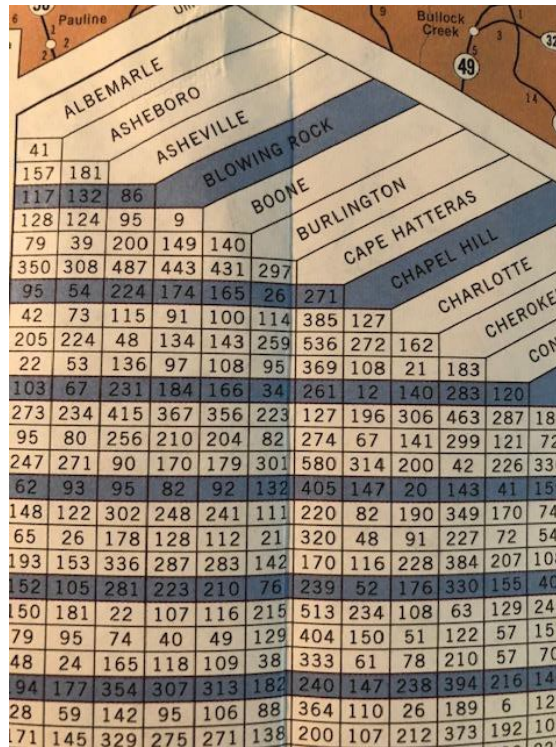 Pauline
1
2
2
9
Bullock
Creek
1
3
5
49
14
ALBEMARLE
ASHEBORO
ASHEVILLE
BLOWING ROCK
BOONE
BURLINGTON
CAPE HATTERAS
CHAPEL HILL
CHARLOTTE
41
157 181
117 132 86
128 124 95 9
79 39 200 149 140
350 308 487 443 431 297
95 54 224 174 165 26 271
42 73 115 91 100 114 385 127
205 224 48 134 143 259 536 272 162
22 53 136 97 108 95 369 108 21 183
103 67 231 184 166 34 261 12 140 283 120
273 234 415 367 356 223 127 196 306 463 287
95 80 256 210 204 82 274 67 141 299 121
247 271 90 170 179 301 580 314 200 42 226
62 93 95 82 92 132 405 147 20 143 41
148 122 302 248 241 111 220 82 190 349 170
65 26 178 128 112 21 320 48 91 227 72
193 153 336 287 283 142 170 116 228 384 207
152 105 281 223 210 76 239 52 176 330 155
150 181 22 107 116 215 513 234 108 63 129
79 95 74 40 49 129 404 150 51 122 57
48 24 165 118 109 38 333 61 78 210 57
94 177 354 307 313 182 240 147 238 394 216
28 59 142 95 106 88 364 110 26 189 6
171 145 329 275 271 138 200 107 212 373 192